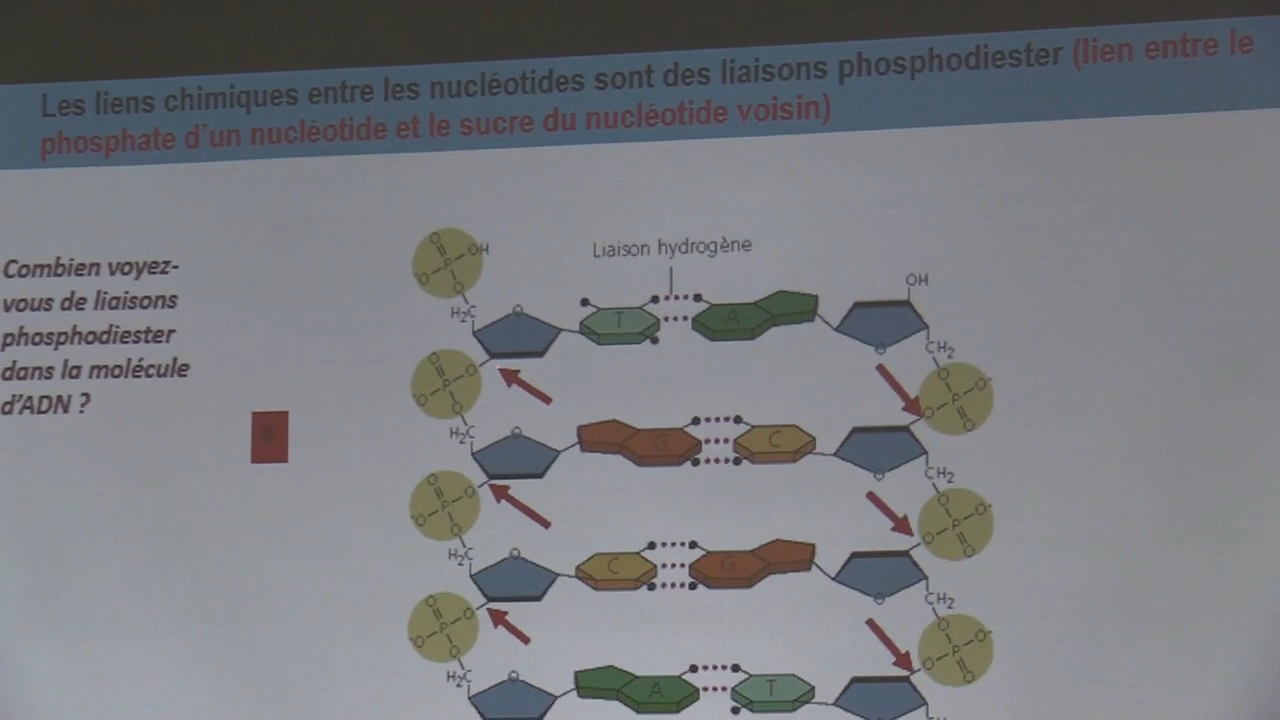 Les liens chimiques entre les nucléotides sont des liaisons phosphodiester (lien entre le
phosphate d'un nucléotide et le sucre du nucléotide voisin)
Combien voyez-
vous de liaisons
phosphodiester
dans la molécule
d'ADN ?
Liaison hydrogène
O
P
OH
O
O
H₂C
O
T
A
OH
O
CH₂
O
P
O
O
O
H₂C
O
G
C
O
O
P
O-
O
O
CH₂
O
P
O
O
O
H₂C
O
C
G
O
O
P
O-
O
O
CH₂
O
P
O
O
O
H₂C
O
A
T
O
O
P
O-
O